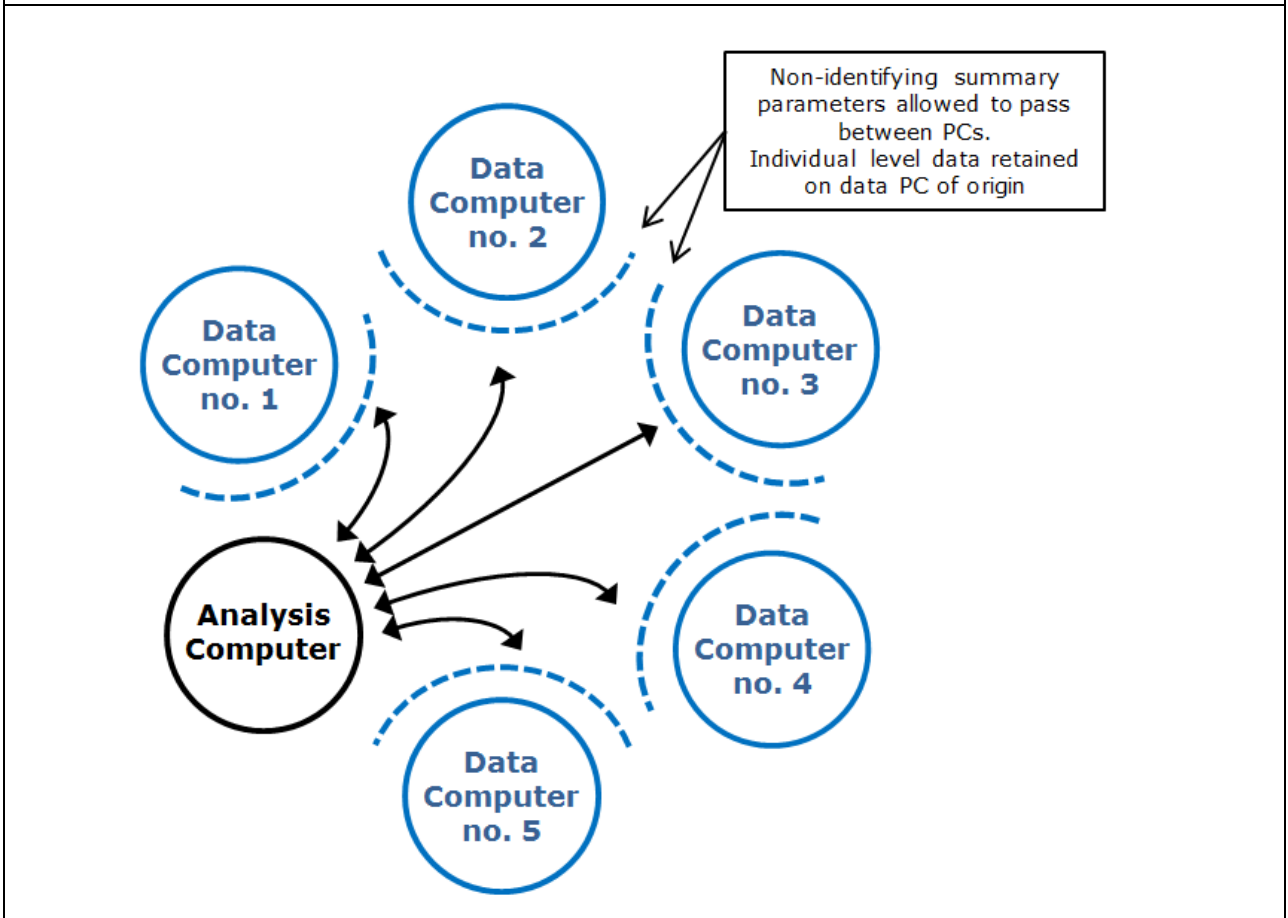 Non-identifying summary
parameters allowed to pass
between PCs.
Individual level data retained
on data PC of origin
Data
Computer
no. 2
Data
Computer
no. 1
Data
Computer
no. 3
Analysis
Computer
Data
Computer
no. 4
Data
Computer
no. 5